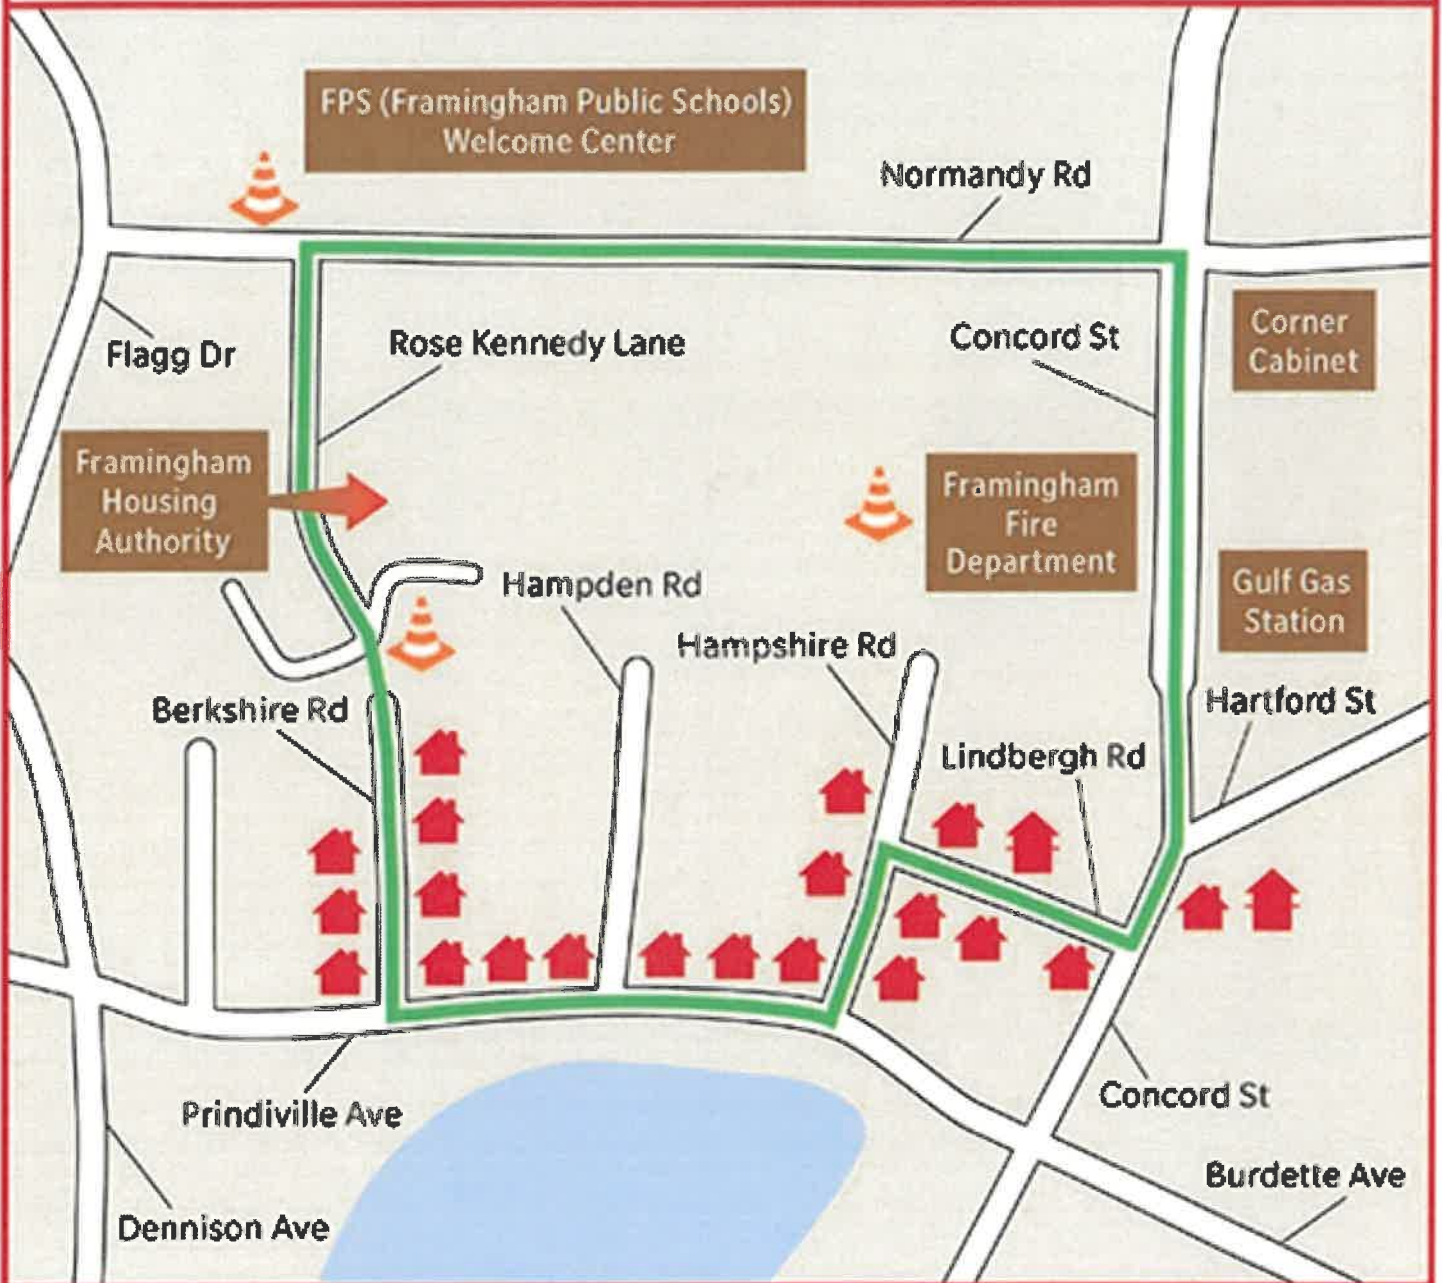 FPS (Framingham Public Schools)
Welcome Center
Normandy Rd
Flagg Dr
Rose Kennedy Lane
Concord St
Corner
Cabinet
Framingham
Housing
Authority
Framingham
Fire
Department
Hampden Rd
Gulf Gas
Station
Hampshire Rd
Berkshire Rd
Hartford St
Lindbergh Rd
Prindiville Ave
Concord St
Burdette Ave
Dennison Ave